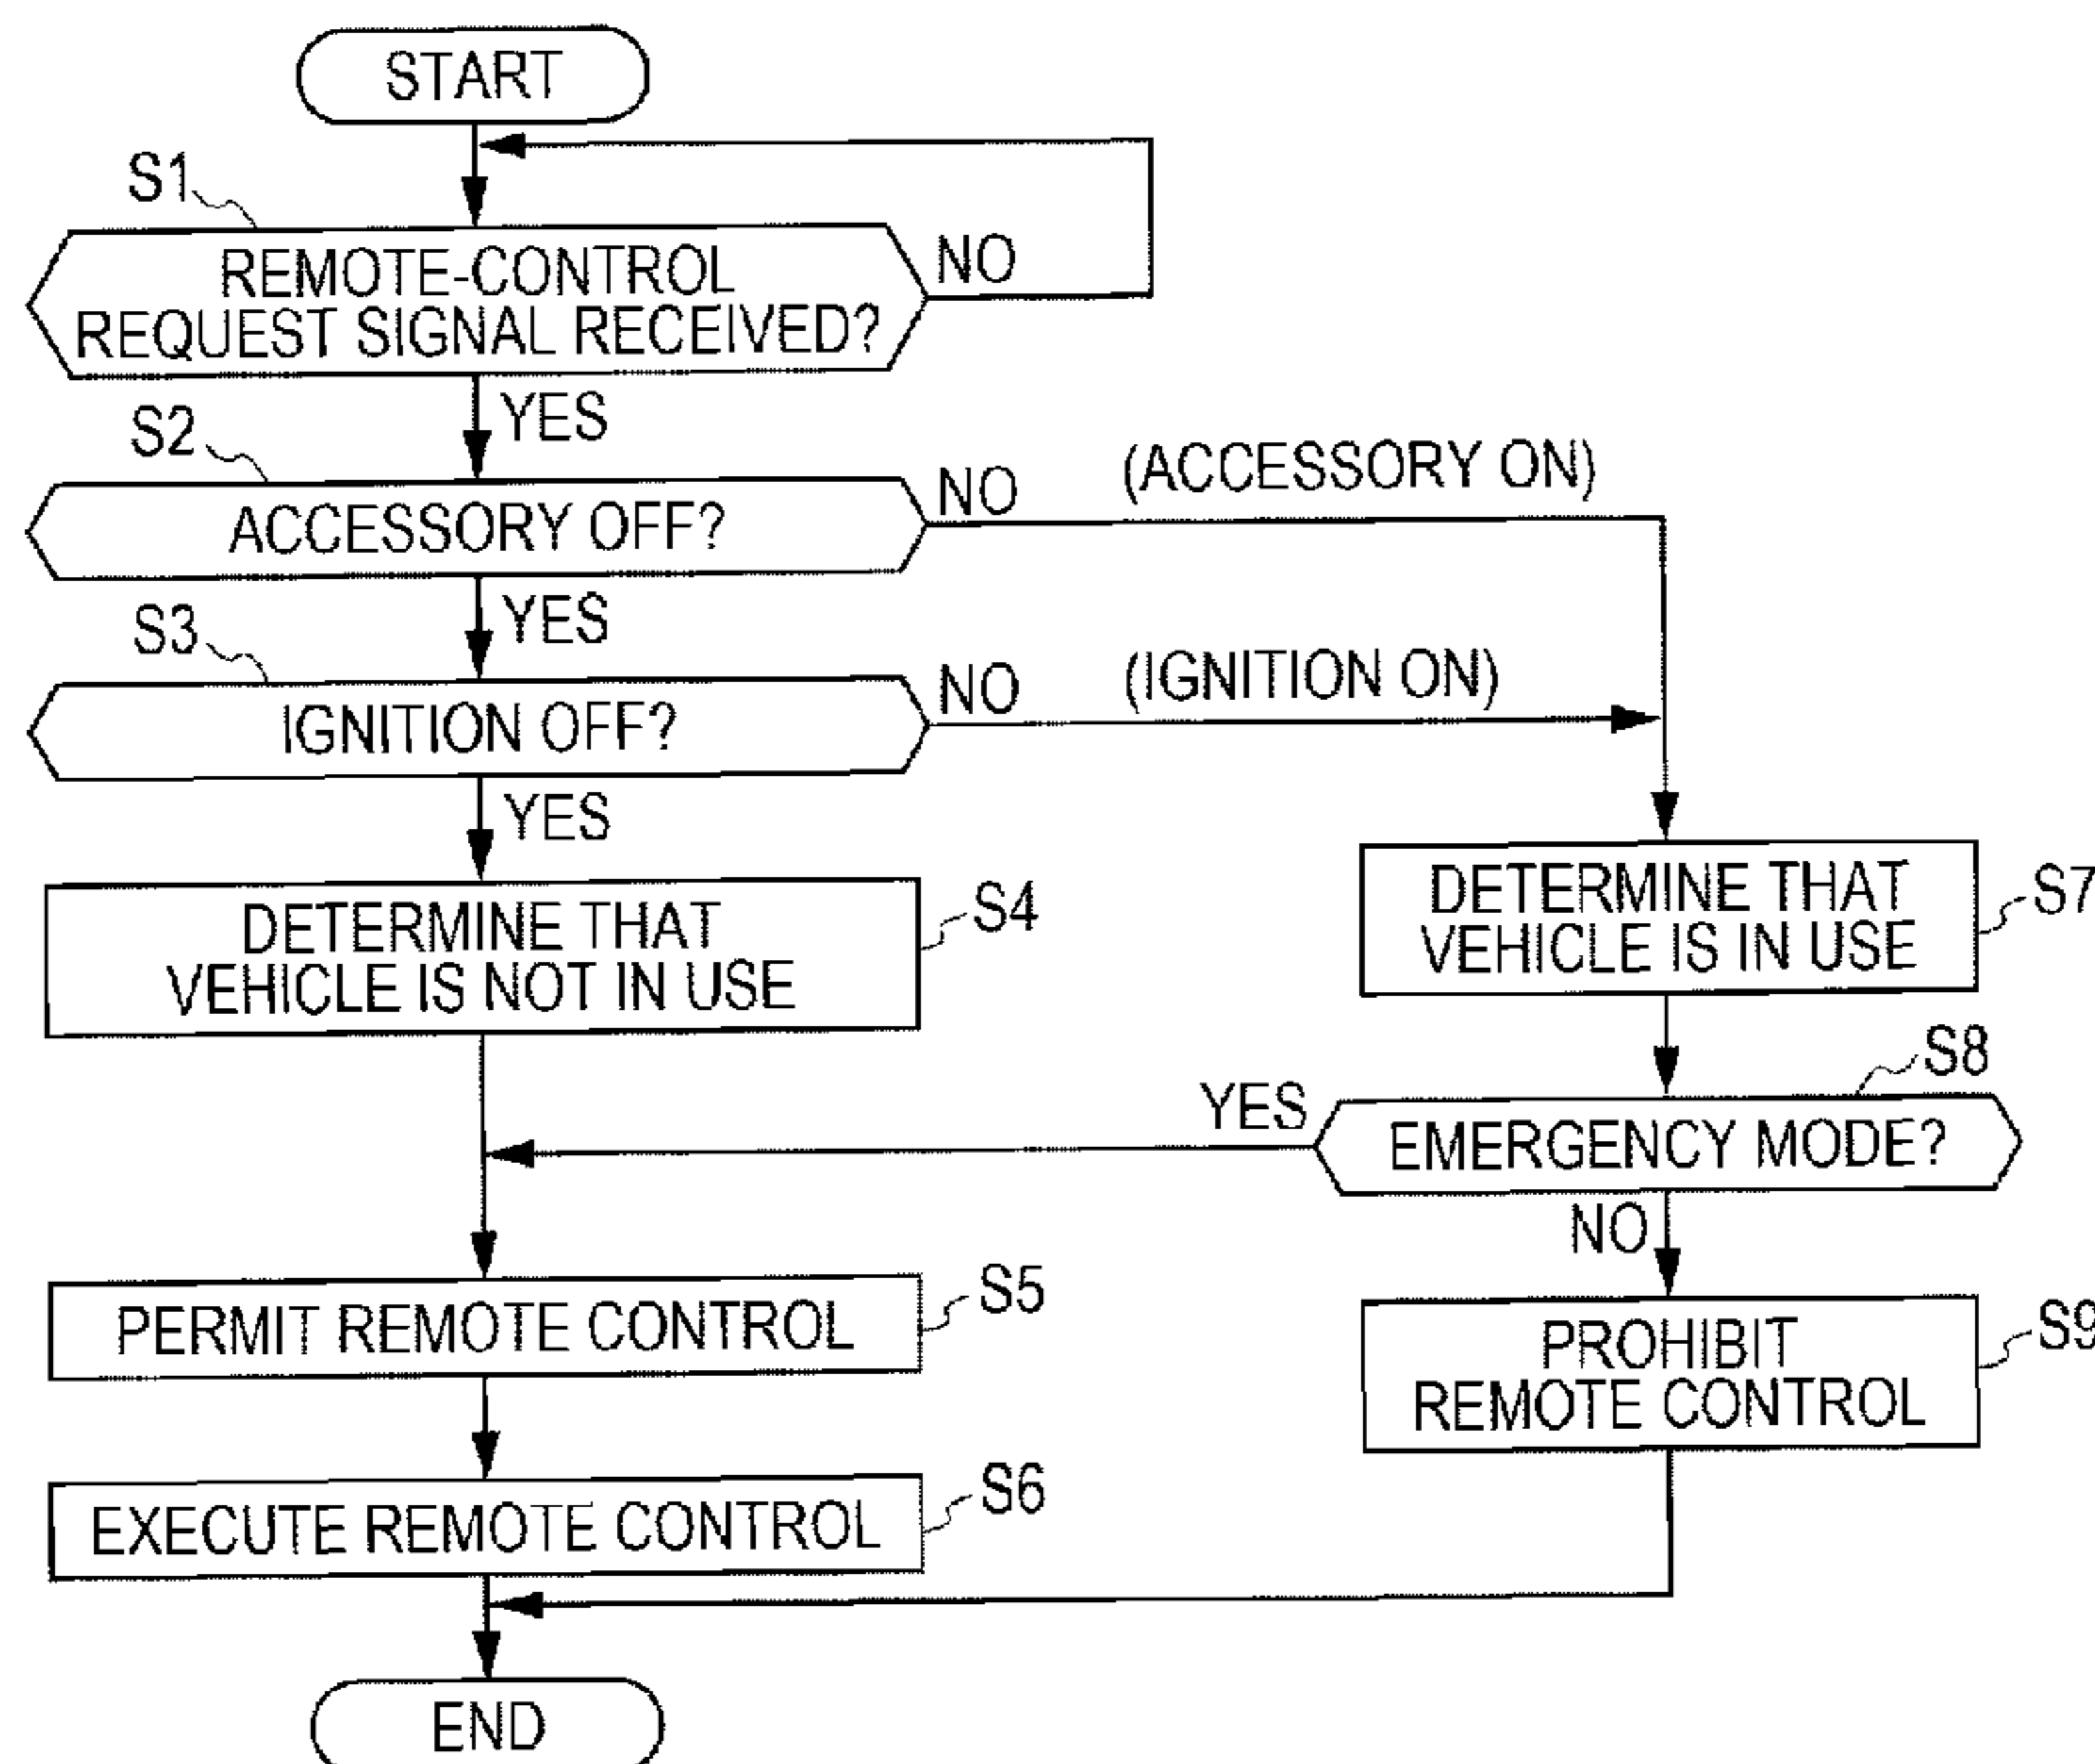 START
S1
REMOTE-CONTROL
REQUEST SIGNAL RECEIVED?
NO
YES
S2
ACCESSORY OFF?
NO
(ACCESSORY ON)
YES
S3
IGNITION OFF?
NO
(IGNITION ON)
YES
DETERMINE THAT
VEHICLE IS NOT IN USE
S4
DETERMINE THAT
VEHICLE IS IN USE
S7
S8
EMERGENCY MODE?
YES
NO
PERMIT REMOTE CONTROL
S5
PROHIBIT
REMOTE CONTROL
S9
EXECUTE REMOTE CONTROL
S6
END